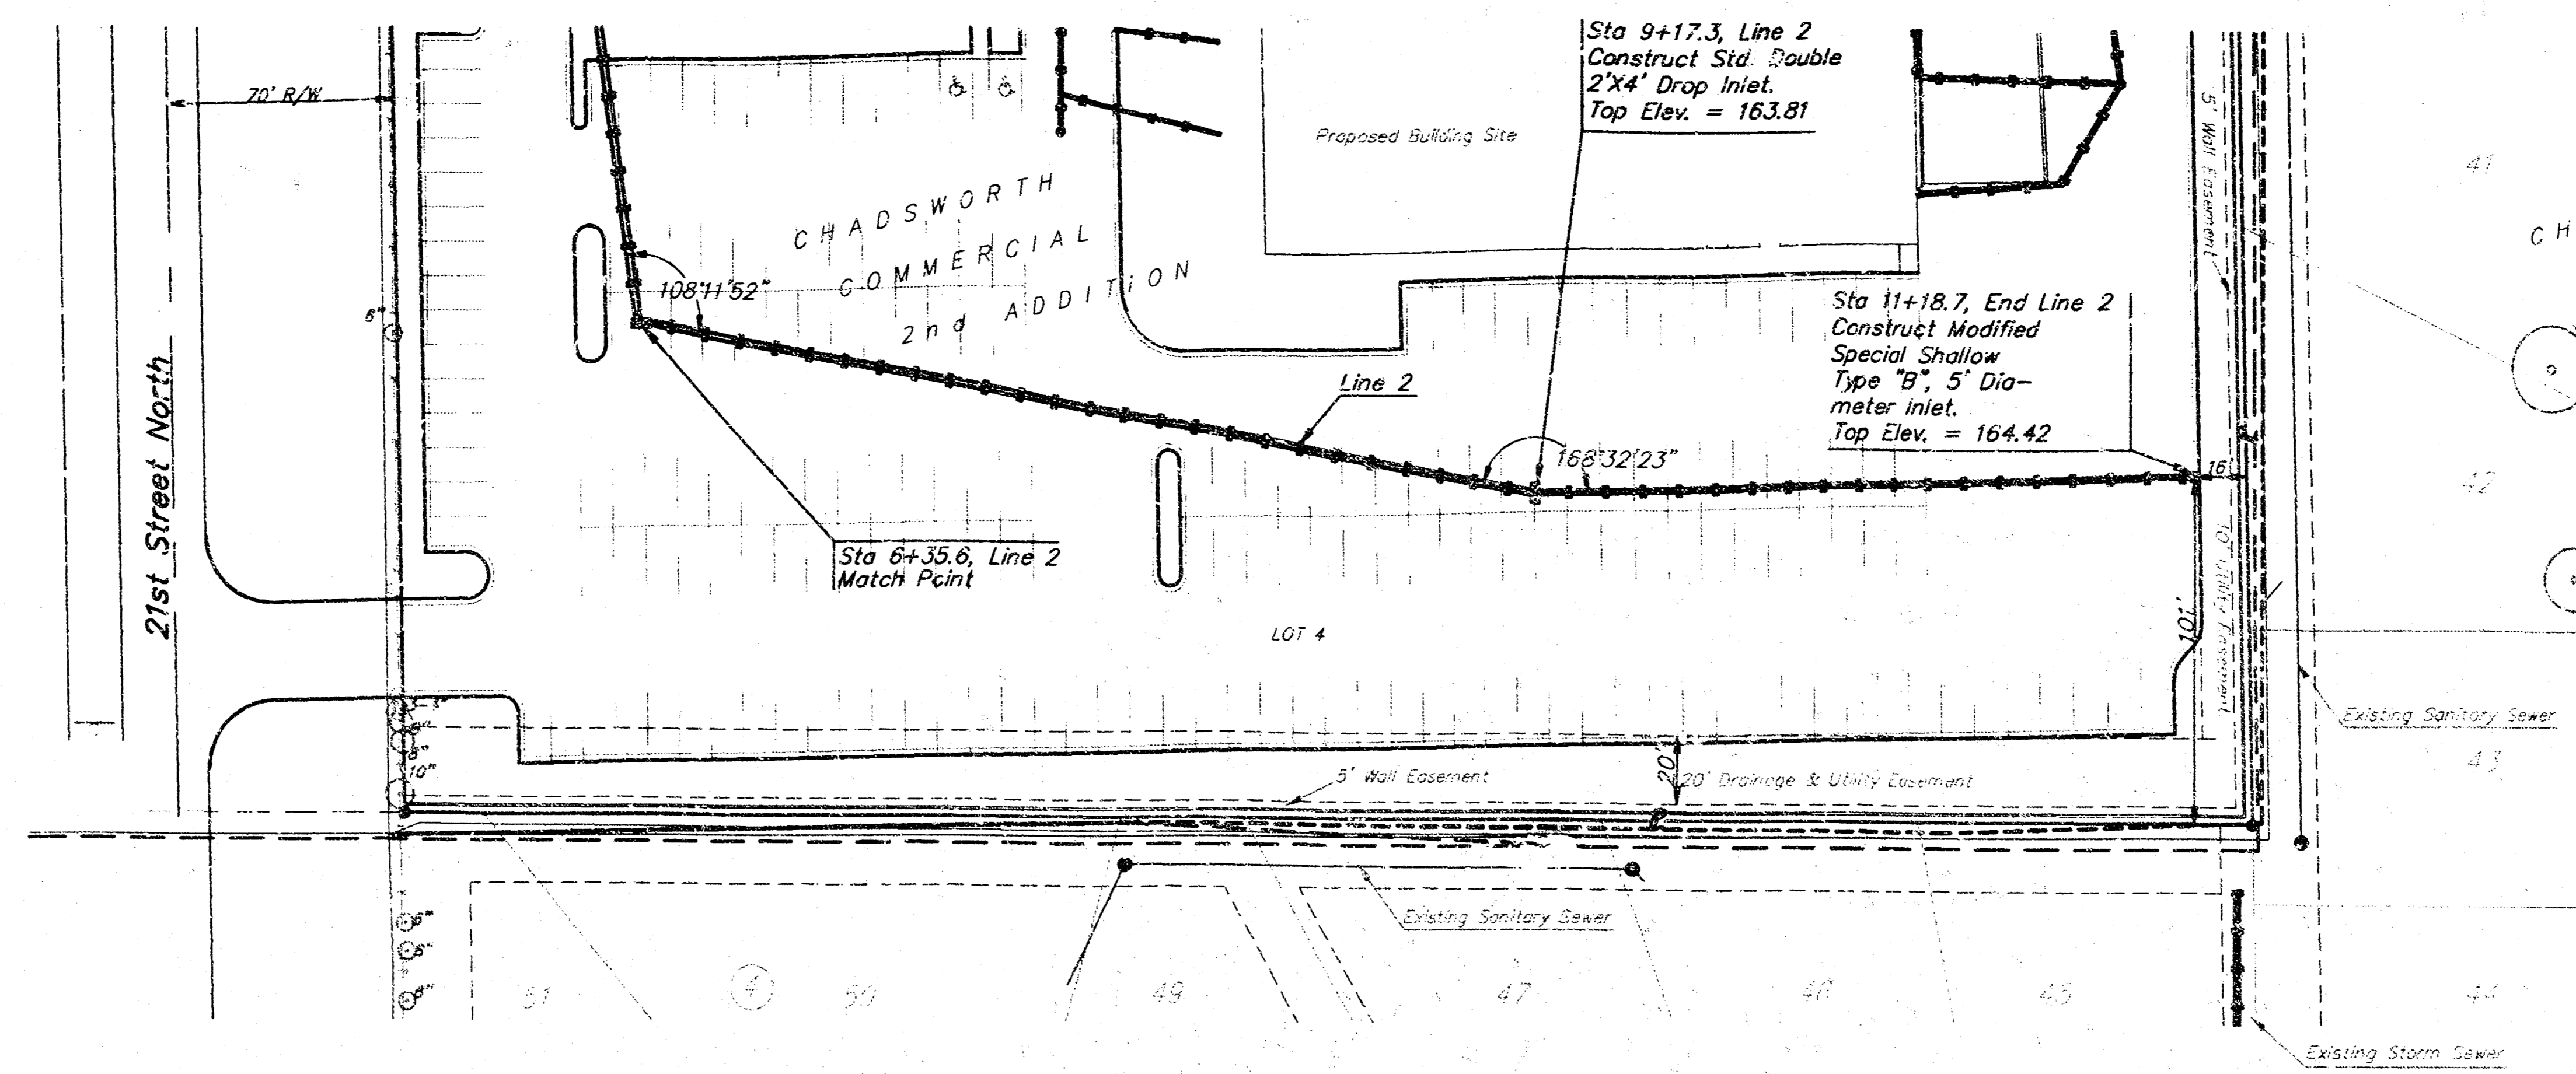 Sta 9+17.3, Line 2
Construct Std. Double
2'X4' Drop Inlet.
Top Elev. = 163.81
70' R/W
Proposed Building Site
5' Wall Easement
41
CHADSWORTH
COMMERCIAL
2nd ADDITION
CH
108°11'52"
6"
Sta 11+18.7, End Line 2
Construct Modified
Special Shallow
Type "B", 5' Dia-
meter Inlet.
Top Elev. = 164.42
Line 2
21st Street North
168°32'23"
16'
42
Sta 6+35.6, Line 2
Match Point
10' Utility Easement
101'
LOT 4
Existing Sanitary Sewer
43
10"
5' Wall Easement
20'
20' Drainage & Utility Easement
Existing Sanitary Sewer
6"
6"
51
4
50
49
47
46
45
44
Existing Storm Sewer